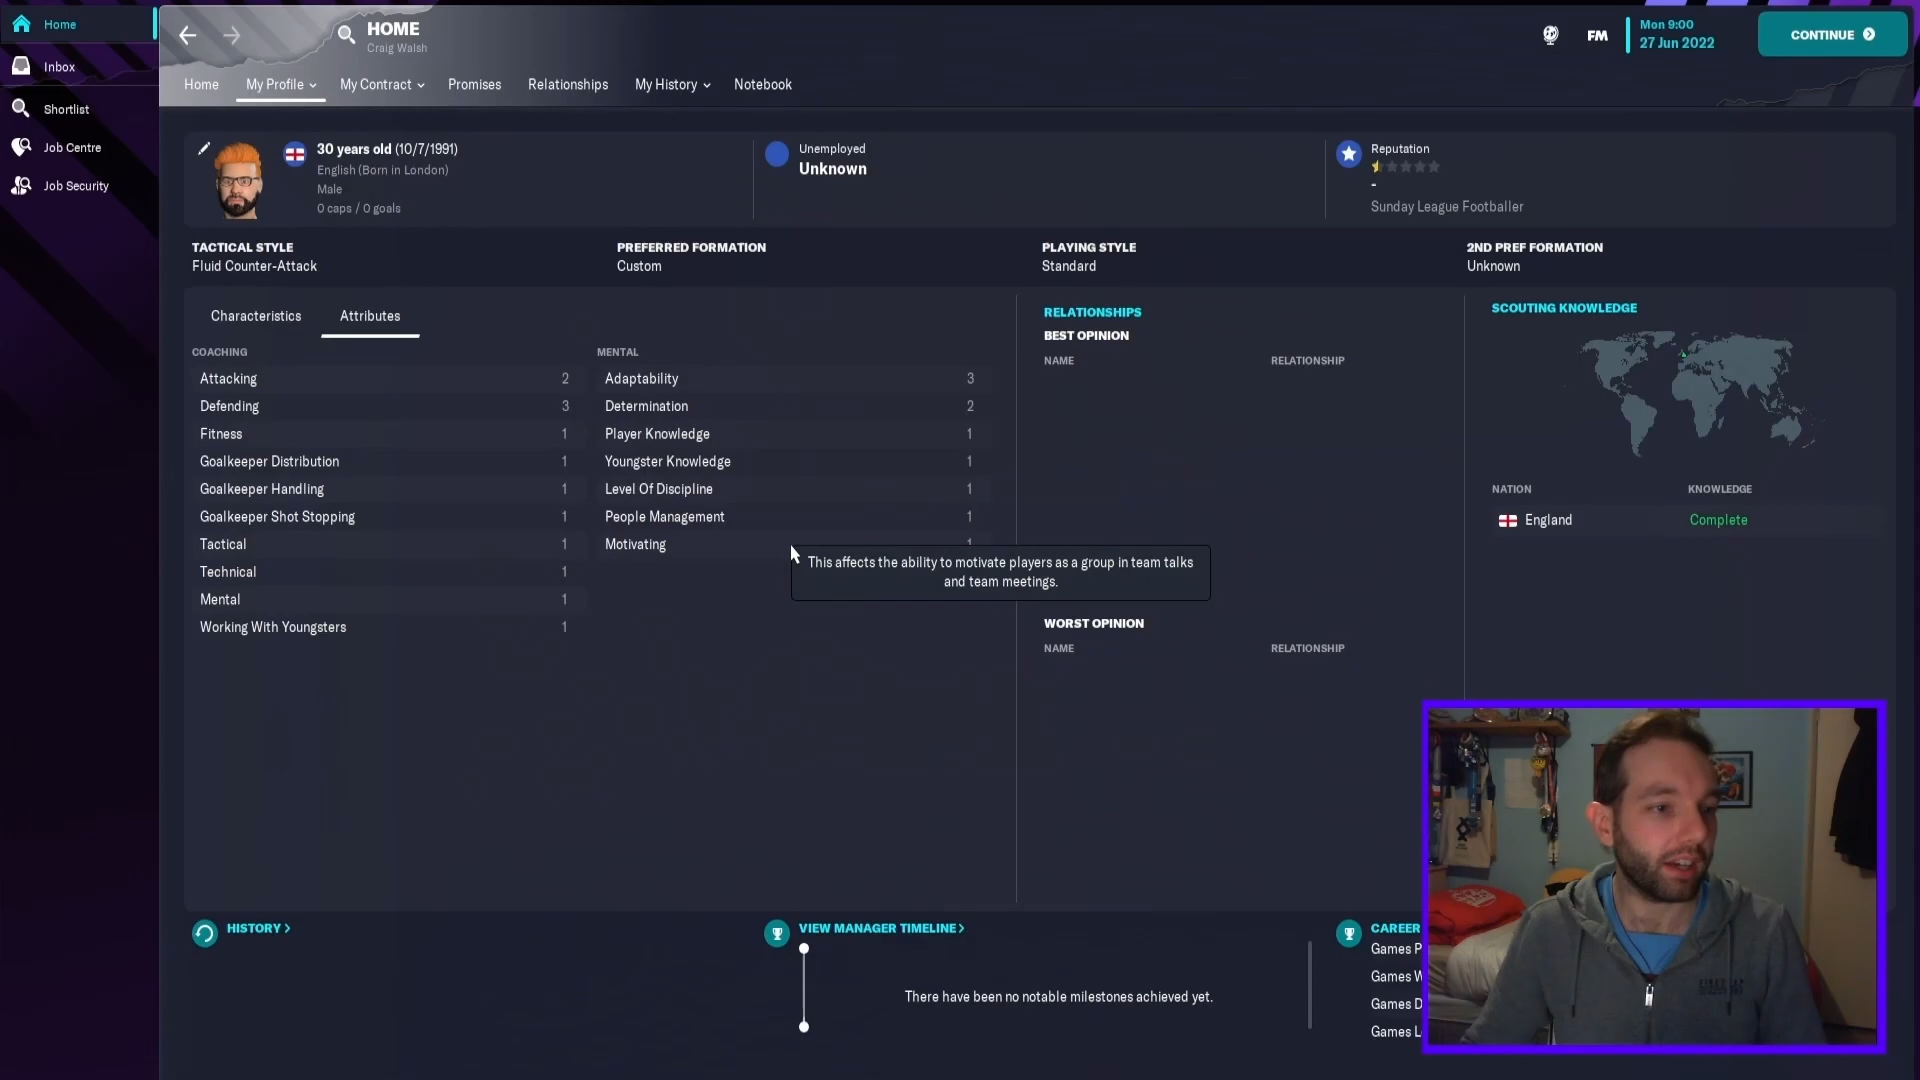 Home
Inbox
Shortlist
Job Centre
Job Security
HOME
Craig Walsh
FM
Mon 9:00
27 Jun 2022
CONTINUE
Home
My Profile
My Contract
Promises
Relationships
My History
Notebook
30 years old (10/7/1991)
English (Born in London)
Male
0 caps / 0 goals
Unemployed
Unknown
Reputation
-
Sunday League Footballer
TACTICAL STYLE
Fluid Counter-Attack
PREFERRED FORMATION
Custom
PLAYING STYLE
Standard
2ND PREF FORMATION
Unknown
Characteristics
Attributes
COACHING
Attacking 2
Defending 3
Fitness 1
Goalkeeper Distribution 1
Goalkeeper Handling 1
Goalkeeper Shot Stopping 1
Tactical 1
Technical 1
Mental 1
Working With Youngsters 1
MENTAL
Adaptability 3
Determination 2
Player Knowledge 1
Youngster Knowledge 1
Level Of Discipline 1
People Management 1
Motivating 1
This affects the ability to motivate players as a group in team talks
and team meetings.
RELATIONSHIPS
BEST OPINION
NAME RELATIONSHIP
WORST OPINION
NAME RELATIONSHIP
SCOUTING KNOWLEDGE
NATION KNOWLEDGE
England Complete
HISTORY >
VIEW MANAGER TIMELINE >
There have been no notable milestones achieved yet.
CAREER
Games P
Games W
Games D
Games L